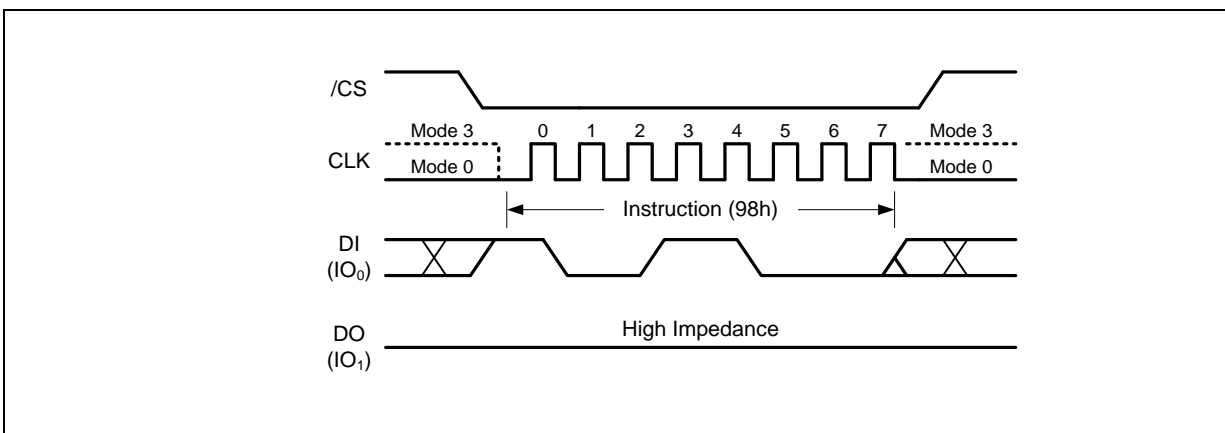 /CS
Mode 3 0 1 2 3 4 5 6 7 Mode 3
CLK
Mode 0 Mode 0
Instruction (98h)
DI
(IO₀)
High Impedance
DO
(IO₁)